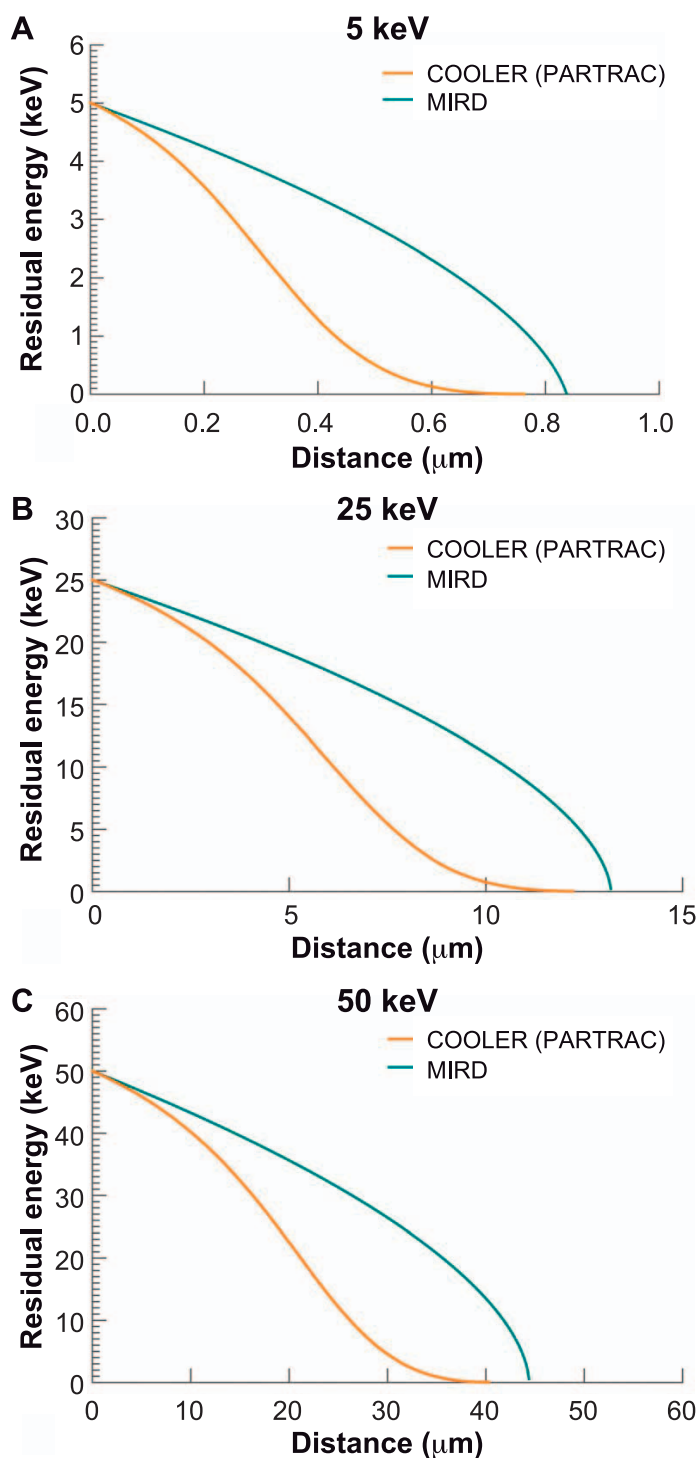 A 5 keV
COOLER (PARTRAC)
MIRD
Residual energy (keV)
6
5
4
3
2
1
0
0.0 0.2 0.4 0.6 0.8 1.0
Distance (μm)
B 25 keV
COOLER (PARTRAC)
MIRD
Residual energy (keV)
30
25
20
15
10
5
0
0 5 10 15
Distance (μm)
C 50 keV
COOLER (PARTRAC)
MIRD
Residual energy (keV)
60
50
40
30
20
10
0
0 10 20 30 40 50 60
Distance (μm)